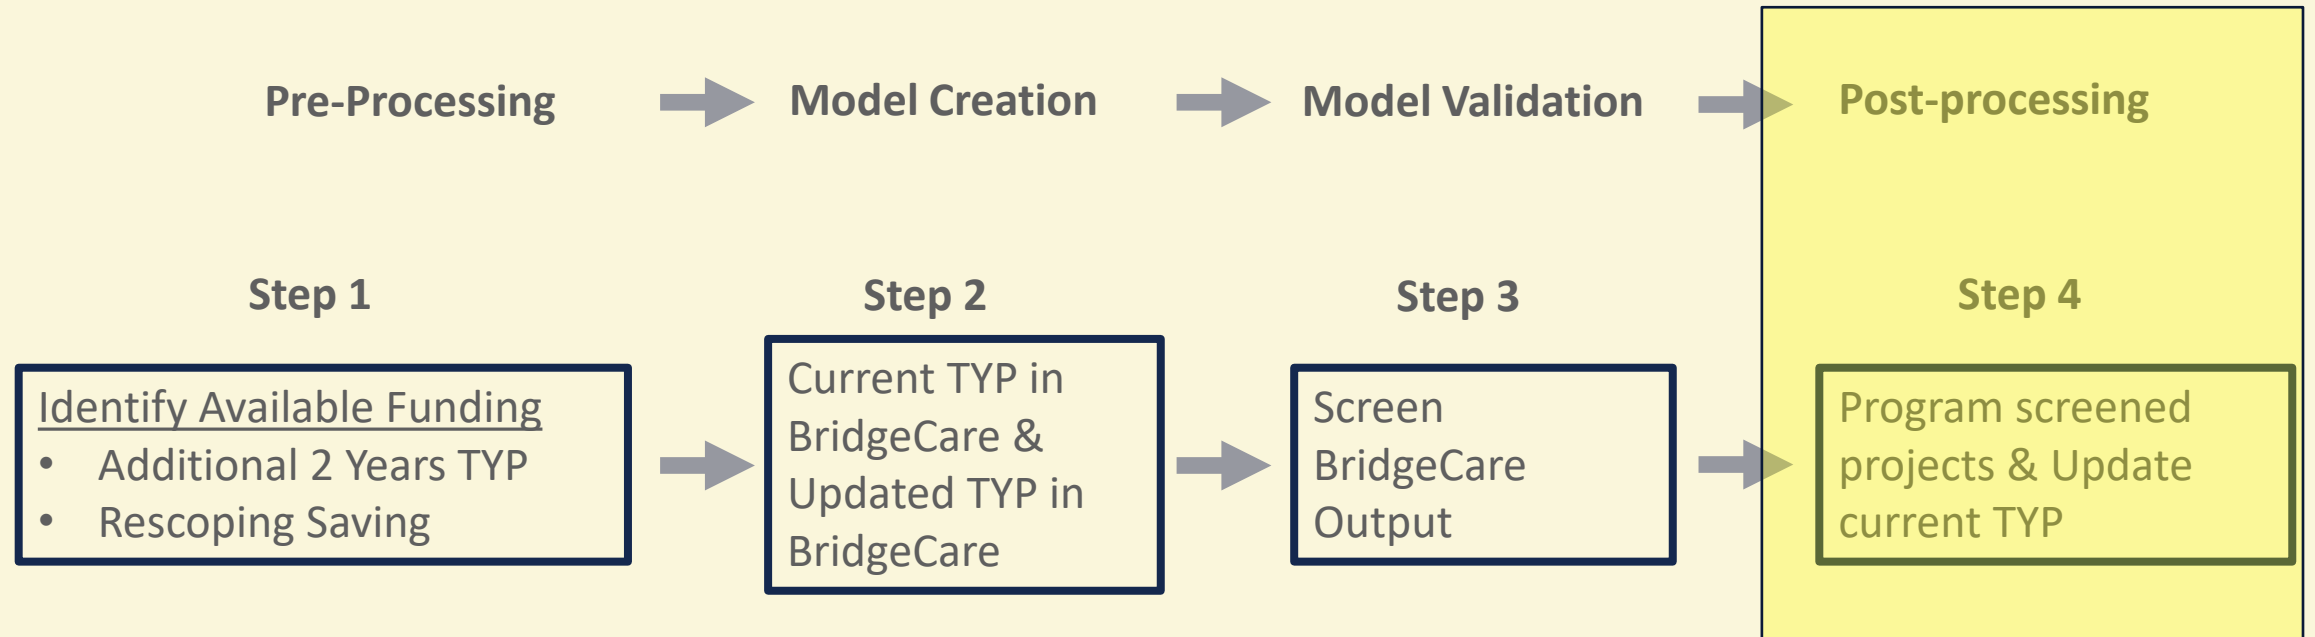 Pre-Processing
Model Creation
Model Validation
Post-processing
Step 1
Step 2
Step 3
Step 4
Identify Available Funding
• Additional 2 Years TYP
• Rescoping Saving
Current TYP in
BridgeCare &
Updated TYP in
BridgeCare
Screen
BridgeCare
Output
Program screened
projects & Update
current TYP